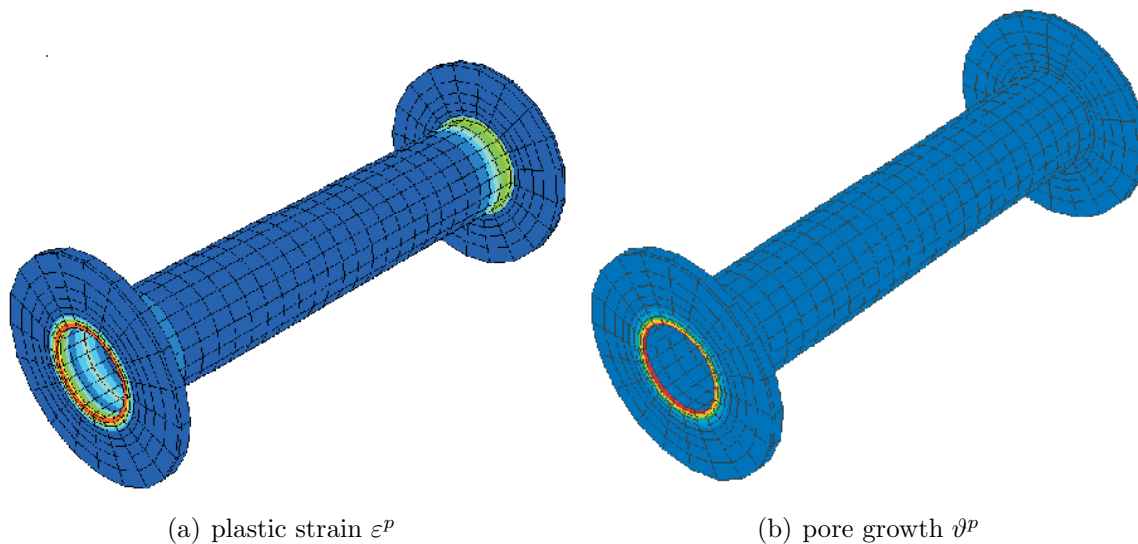 (a) plastic strain εᵖ
(b) pore growth ϑᵖ